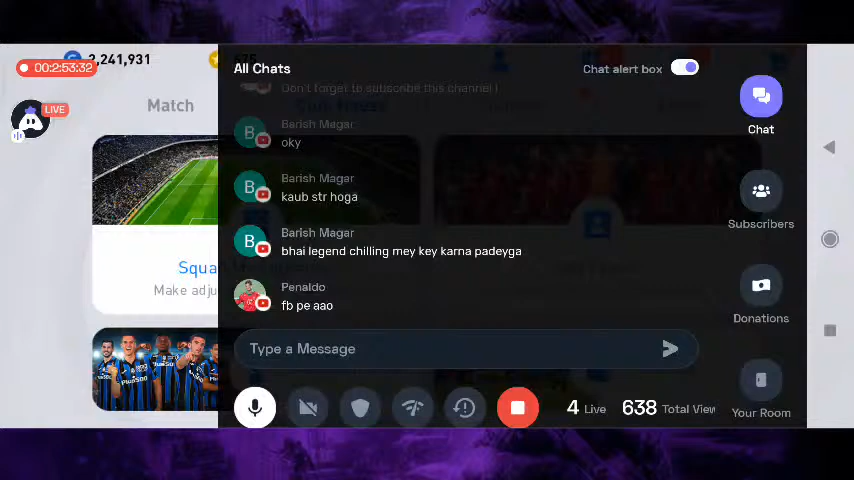 2,241,931
00:2:53:32
LIVE
Match
Squa
Make adju
All Chats
Chat alert box
Don't forget to subscribe this channel !
Barish Magar
oky
Barish Magar
kaub str hoga
Barish Magar
bhai legend chilling mey key karna padeyga
Penaldo
fb pe aao
Type a Message
4 Live
638 Total View
Chat
Subscribers
Donations
Your Room